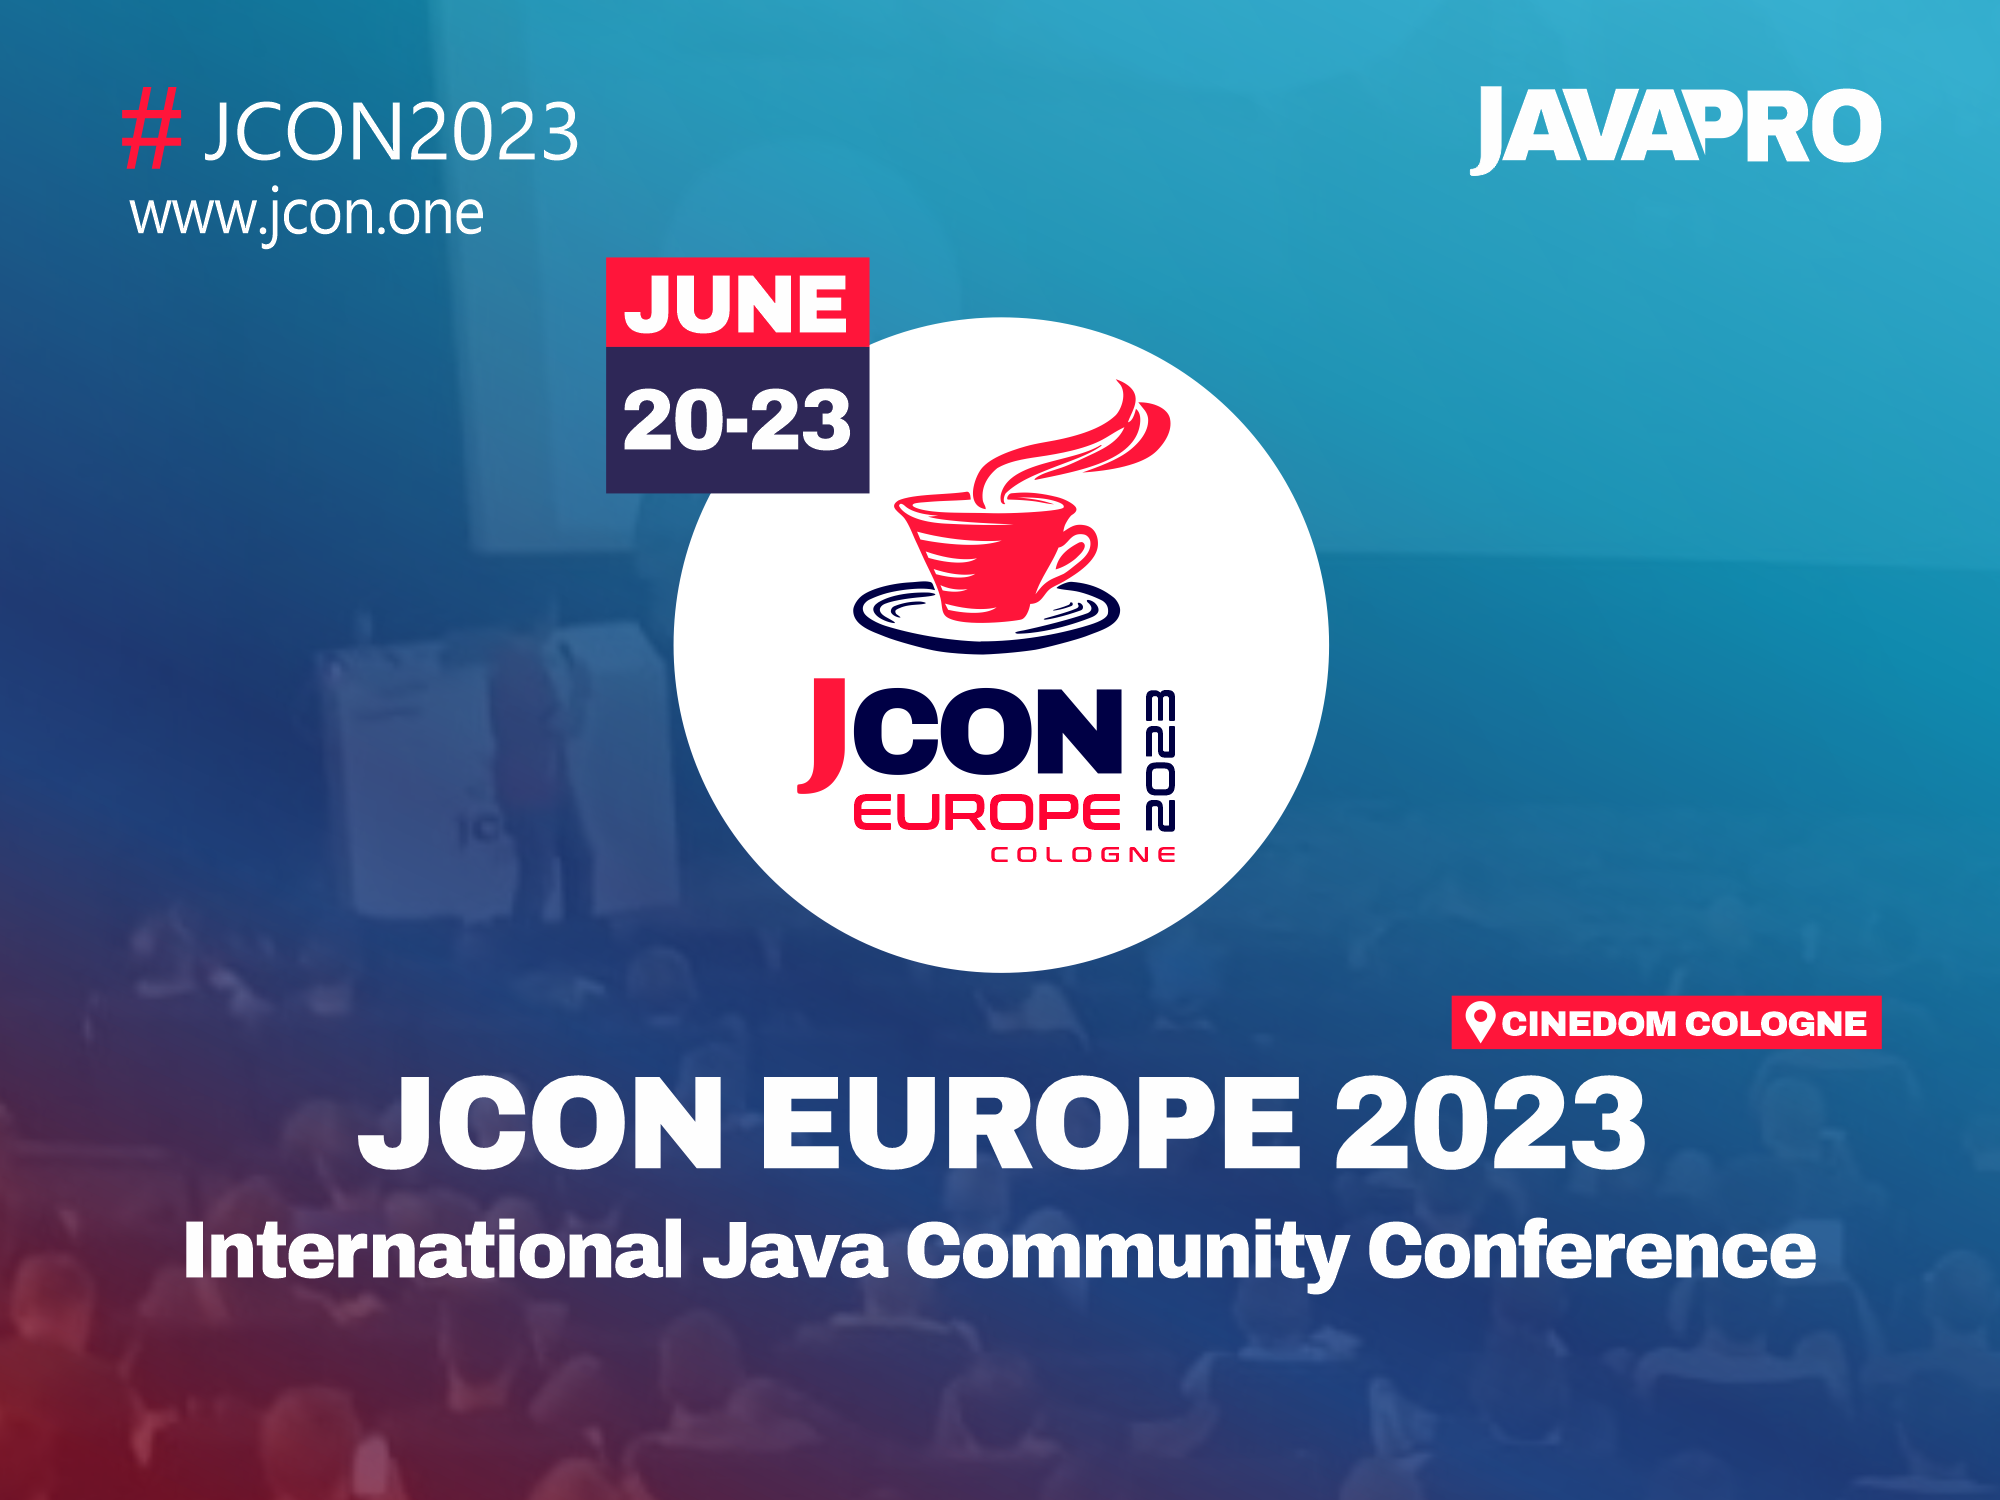 # JCON2023
www.jcon.one
JAVAPRO
JUNE
20-23
JCON
EUROPE
2023
COLOGNE
CINEDOM COLOGNE
JCON EUROPE 2023
International Java Community Conference